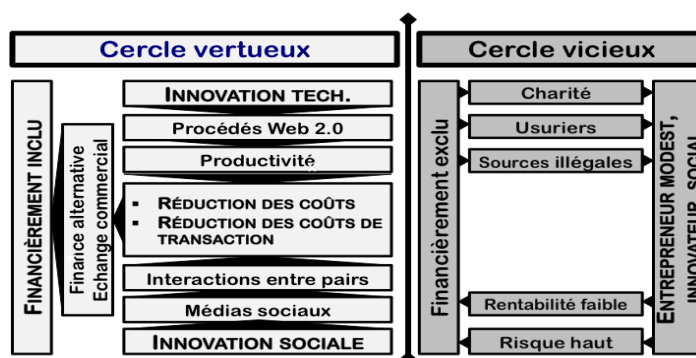 Cercle vertueux
FINANCIÈREMENT INCLU
Finance alternative
Echange commercial
INNOVATION TECH.
Procédés Web 2.0
Productivité
RÉDUCTION DES COÛTS
RÉDUCTION DES COÛTS DE
TRANSACTION
Interactions entre pairs
Médias sociaux
INNOVATION SOCIALE
Cercle vicieux
Financièrement exclu
Charité
Usuriers
Sources illégales
Rentabilité faible
Risque haut
ENTREPRENEUR MODEST,
INNOVATEUR SOCIAL